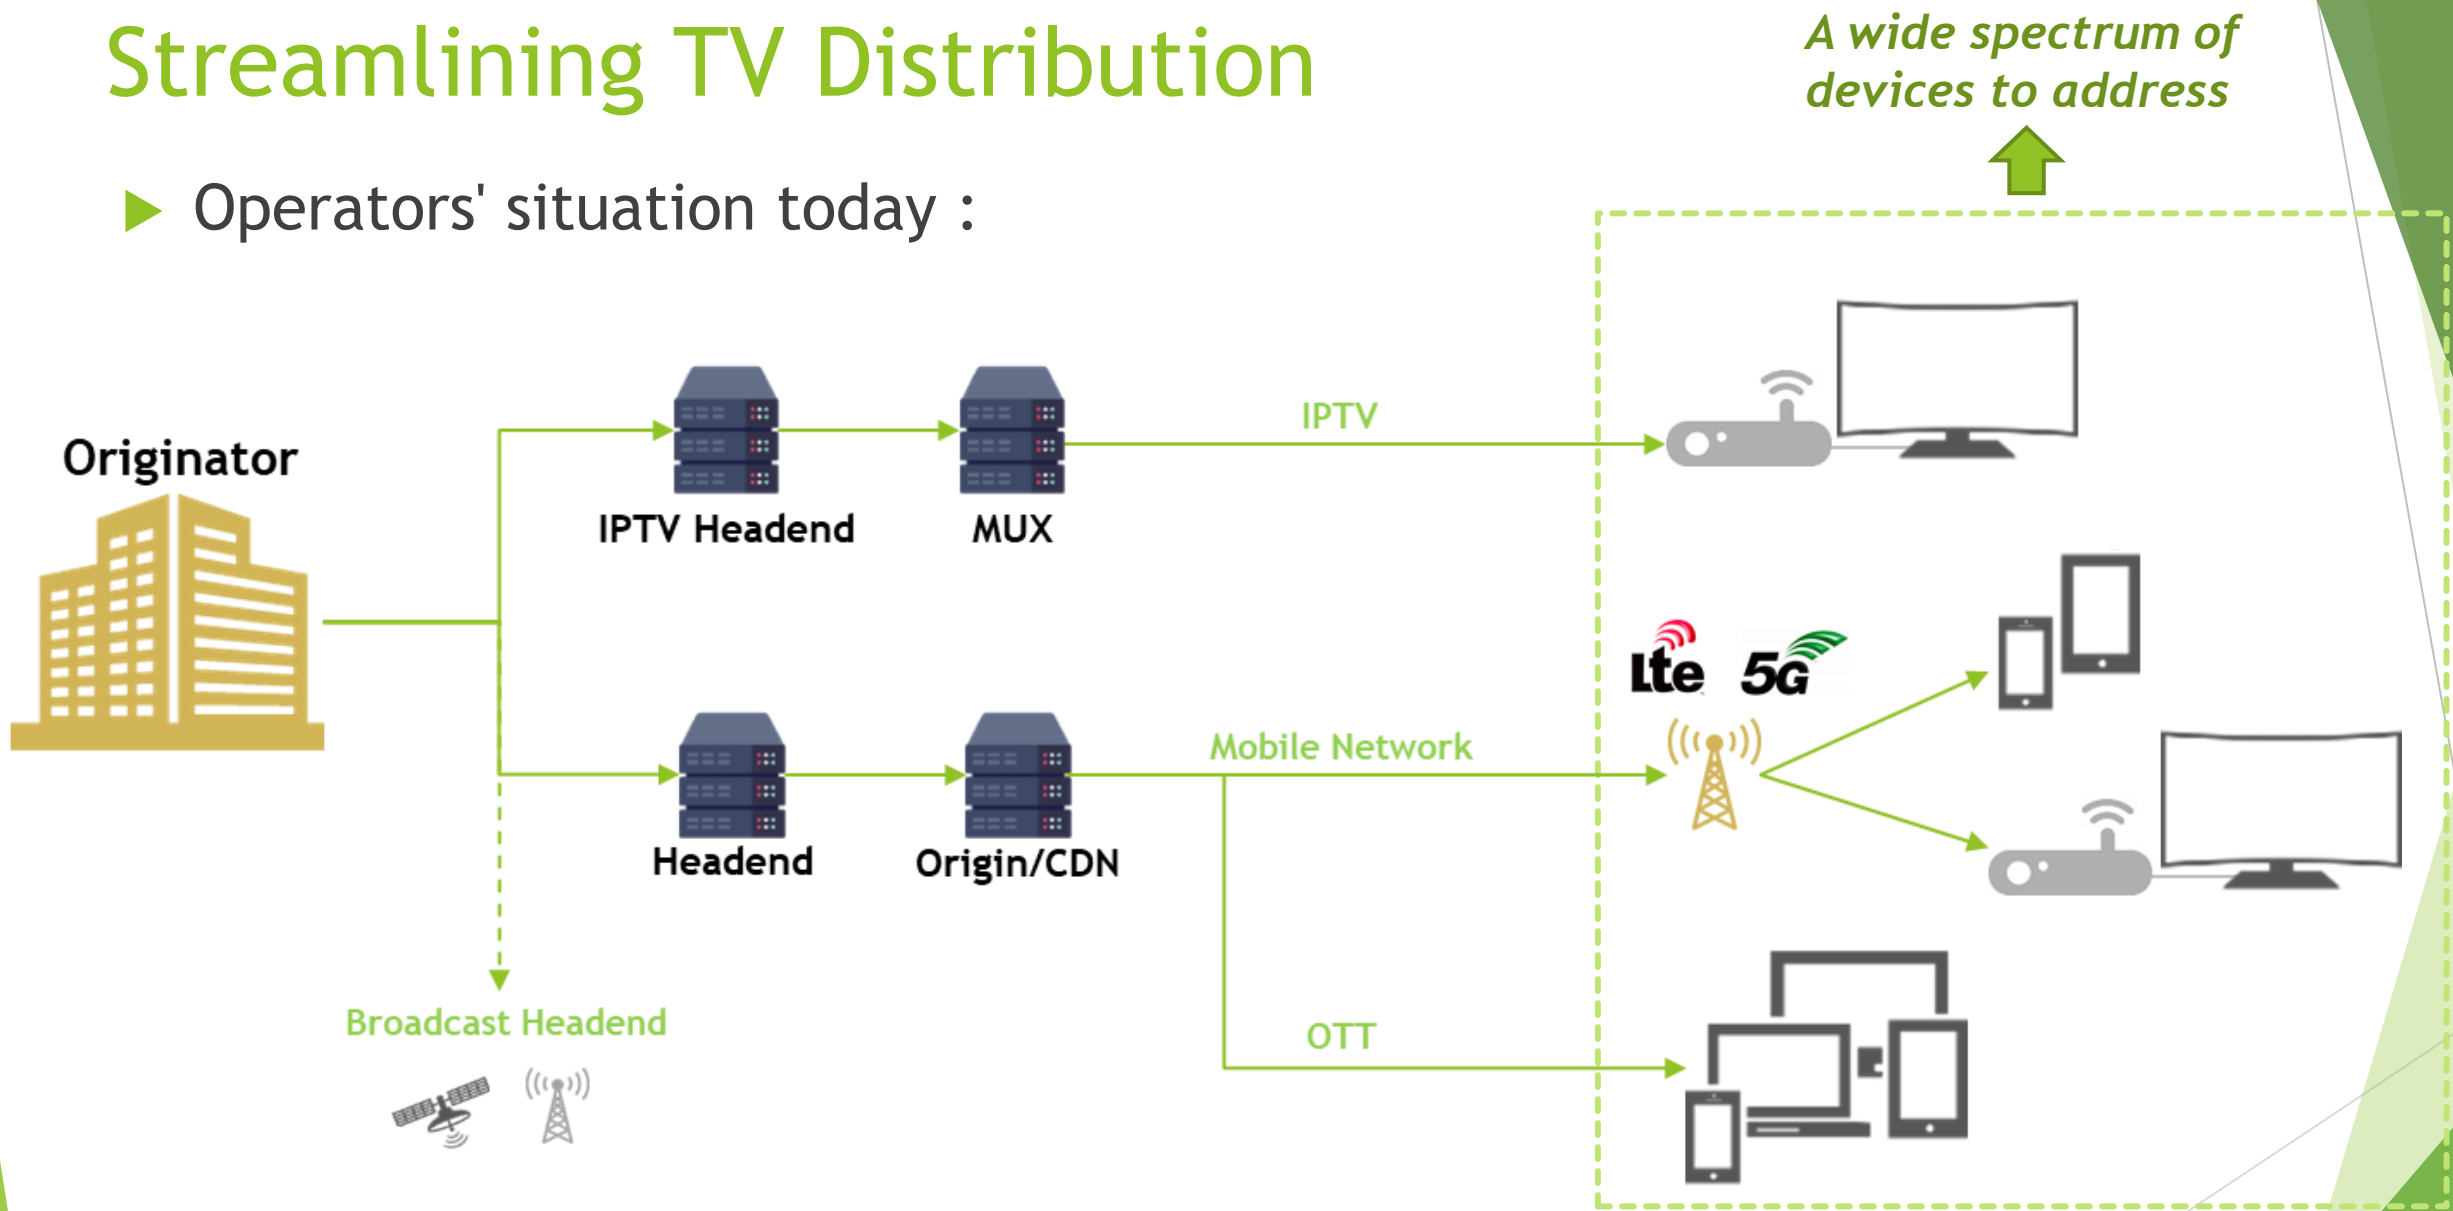 Streamlining TV Distribution
A wide spectrum of
devices to address
Operators' situation today :
Originator
IPTV Headend
MUX
IPTV
lte
5G
Headend
Origin/CDN
Mobile Network
Broadcast Headend
OTT